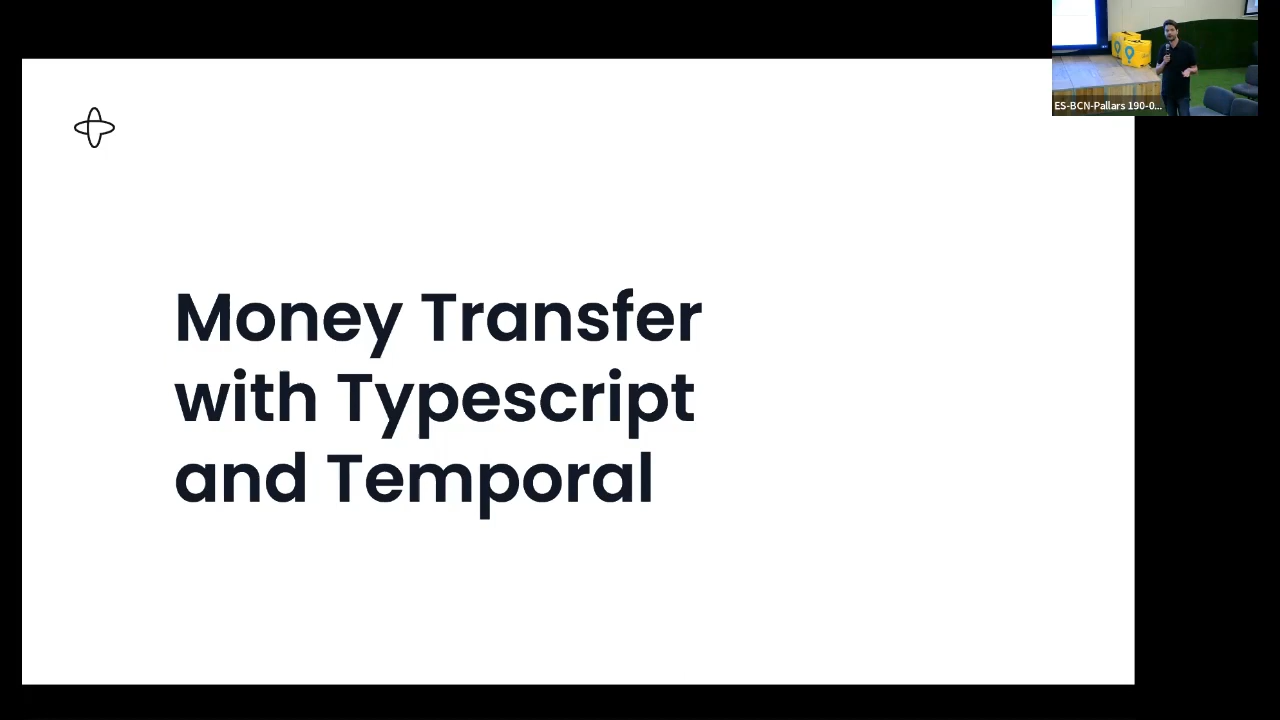 Money Transfer
with Typescript
and Temporal
ES-BCN-Pallars 190-0...